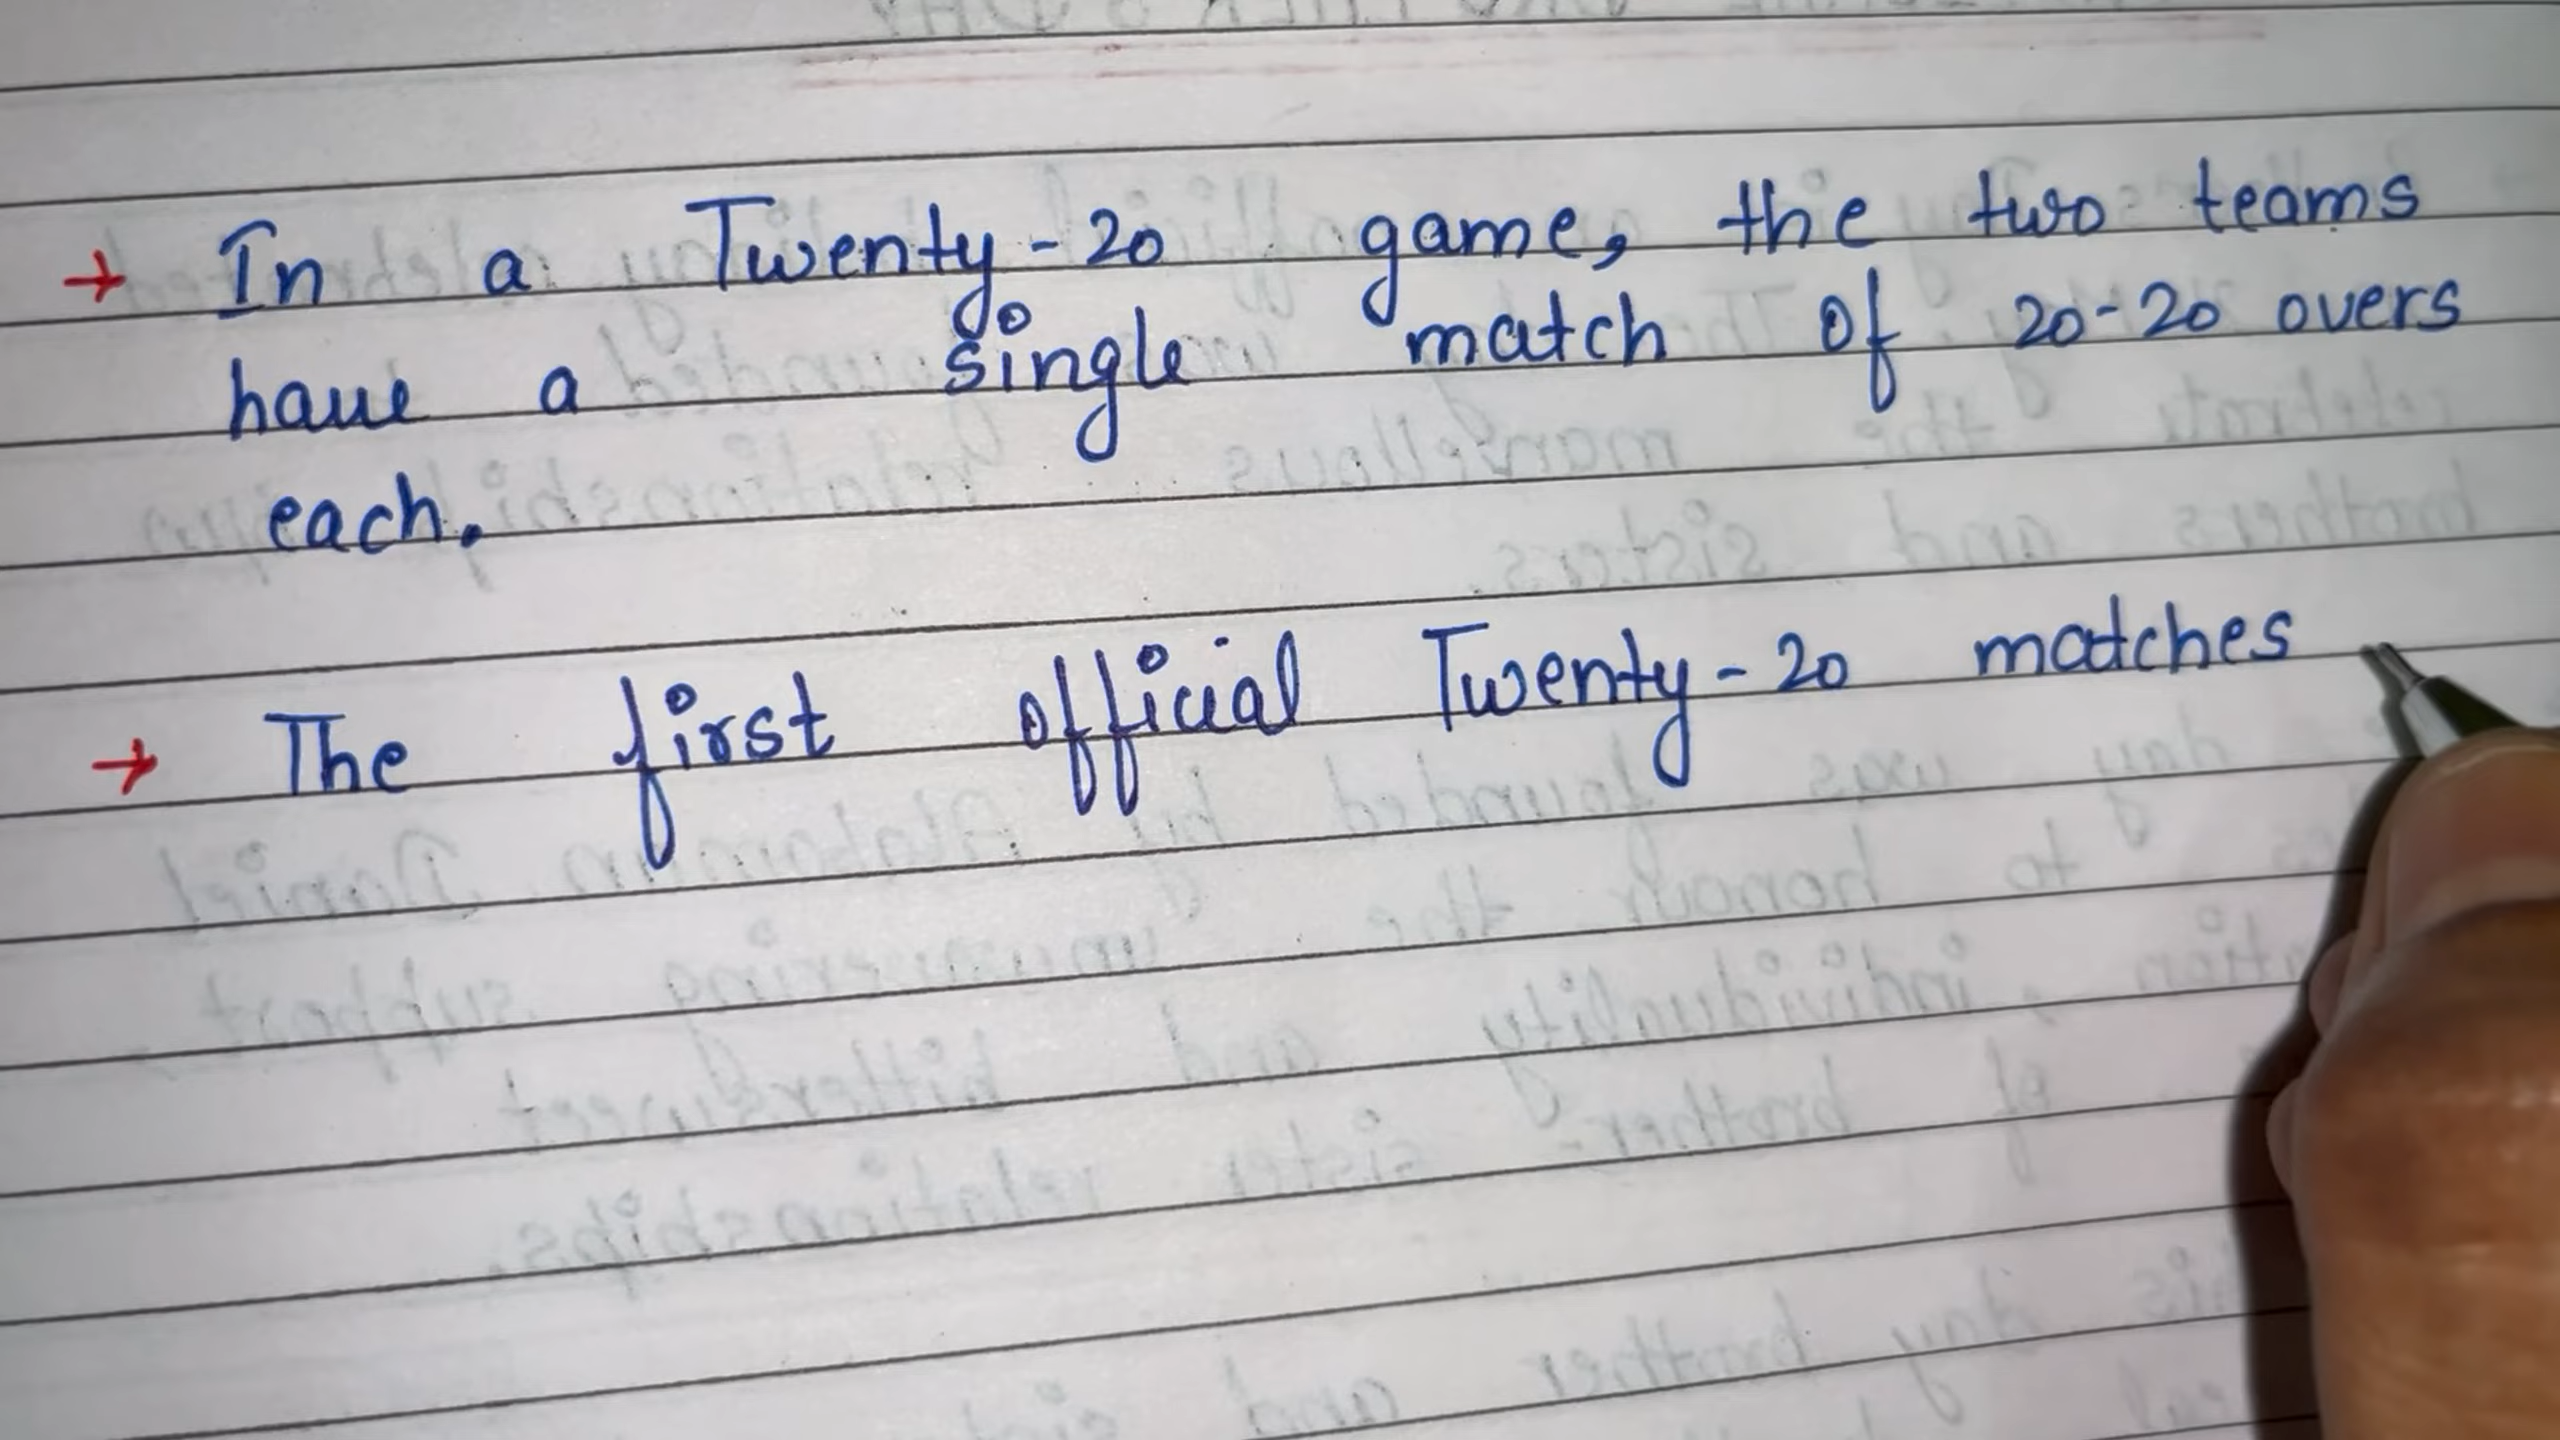 → In a Twenty-20 game, the two teams
have a single match of 20-20 overs
each.
→ The first official Twenty-20 matches